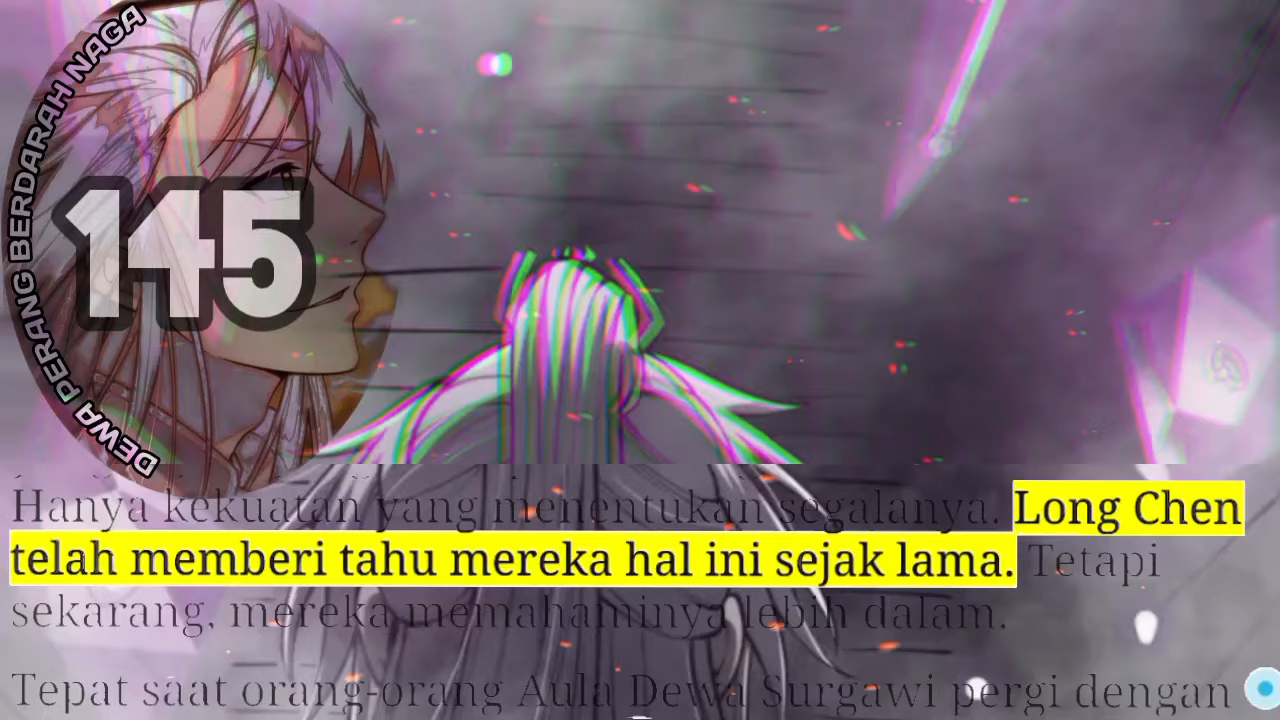 DEWA PERANG BERDARAH NAGA
145
Hanya kekuatan yang menentukan segalanya. Long Chen
telah memberi tahu mereka hal ini sejak lama. Tetapi
sekarang, mereka memahaminya lebih dalam.
Tepat saat orang-orang Aula Dewa Surgawi pergi dengan